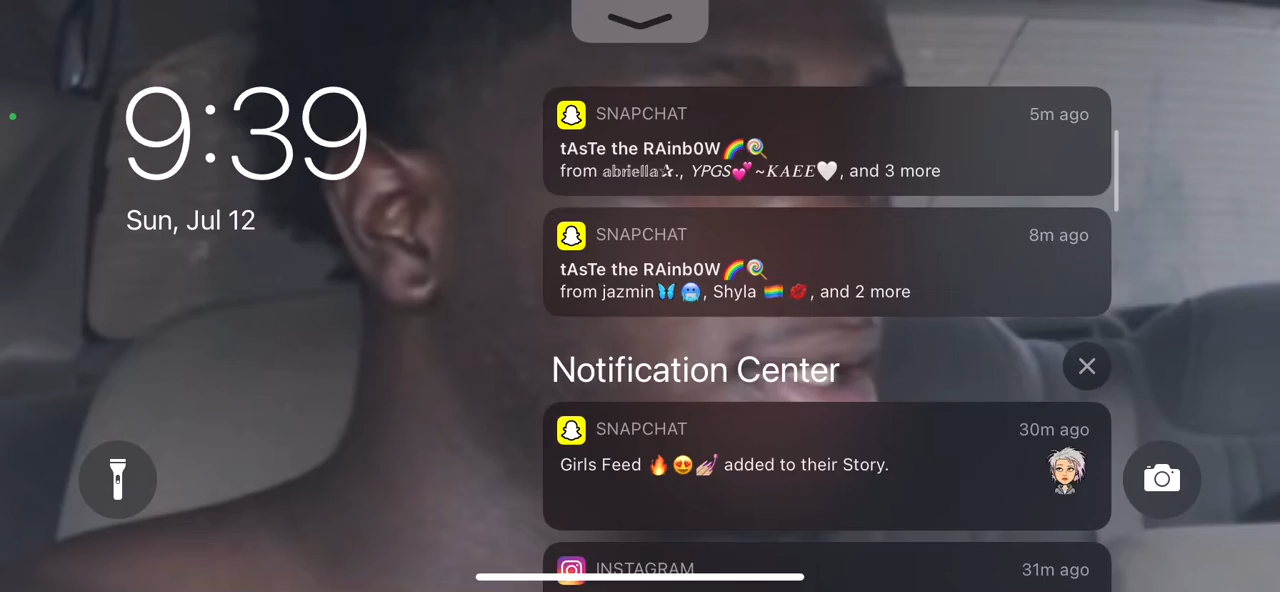 9:39
Sun, Jul 12
SNAPCHAT 5m ago
tAsTe the RAinb0W🌈🍭
from 𝕒𝕓𝕣𝕚𝕖𝕝𝕝𝕒✰., 𝑌𝑃𝐺𝑆💕~𝐾𝐴𝐸𝐸🤍, and 3 more
SNAPCHAT 8m ago
tAsTe the RAinb0W🌈🍭
from jazmin🦋🥶, Shyla 🏳️‍🌈 💋, and 2 more
Notification Center
SNAPCHAT 30m ago
Girls Feed 🔥😍💅🏼 added to their Story.
INSTAGRAM 31m ago